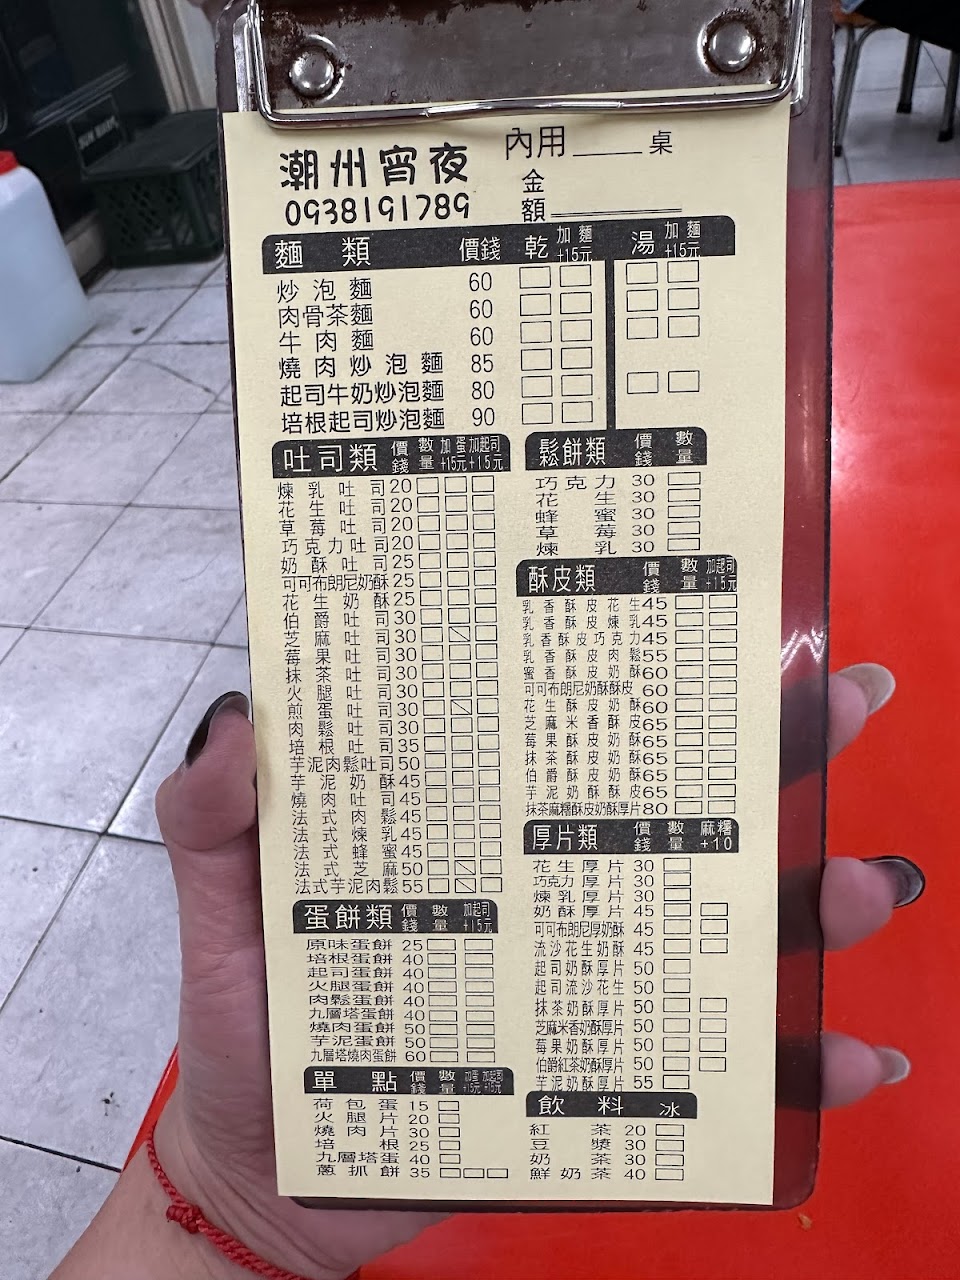 潮州宵夜
0938191789
內用____桌
金額________
麵類 價錢 乾 加麵+15元 湯 加麵+15元
炒泡麵 60
肉骨茶麵 60
牛肉麵 60
燒肉炒泡麵 85
起司牛奶炒泡麵 80
培根起司炒泡麵 90
吐司類 價錢 數量 加蛋+15元 加起司+15元
煉乳吐司 20
花生吐司 20
草莓吐司 20
巧克力吐司 20
奶酥吐司 25
可可布朗尼奶酥 25
花生奶酥 25
伯爵吐司 30
芝麻吐司 30
莓果吐司 30
抹茶吐司 30
火腿吐司 30
煎蛋吐司 30
肉鬆吐司 30
培根吐司 35
芋泥肉鬆吐司 50
芋泥奶酥 45
燒肉吐司 45
法式肉鬆 45
法式煉乳 45
法式蜂蜜 45
法式芝麻 50
法式芋泥肉鬆 55
蛋餅類 價錢 數量 加起司+15元
原味蛋餅 25
培根蛋餅 40
起司蛋餅 40
火腿蛋餅 40
肉鬆蛋餅 40
九層塔蛋餅 40
燒肉蛋餅 50
芋泥蛋餅 50
九層塔燒肉蛋餅 60
單點 價錢 數量 加蛋+15元 加起司+15元
荷包蛋 15
火腿片 20
燒肉片 30
培根 25
九層塔蛋 40
蔥抓餅 35
鬆餅類 價錢 數量
巧克力 30
花生 30
蜂蜜 30
草莓 30
煉乳 30
酥皮類 價錢 數量 加起司+15元
乳香酥皮花生 45
乳香酥皮煉乳 45
乳香酥皮巧克力 45
乳香酥皮肉鬆 55
蜜香酥皮奶酥 60
可可布朗尼奶酥酥皮 60
花生酥皮奶酥 60
芝麻米香酥皮 65
莓果酥皮奶酥 65
抹茶酥皮奶酥 65
伯爵酥皮奶酥 65
芋泥奶酥酥皮 65
抹茶麻糬酥皮奶酥厚片 80
厚片類 價錢 數量 麻糬+10
花生厚片 30
巧克力厚片 30
煉乳厚片 30
奶酥厚片 45
可可布朗尼厚奶酥 45
流沙花生奶酥 45
起司奶酥厚片 50
起司流沙花生 50
抹茶奶酥厚片 50
芝麻米香奶酥厚片 50
莓果奶酥厚片 50
伯爵紅茶奶酥厚片 50
芋泥奶酥厚片 55
飲料 冰
紅茶 20
豆漿 30
奶茶 30
鮮奶茶 40